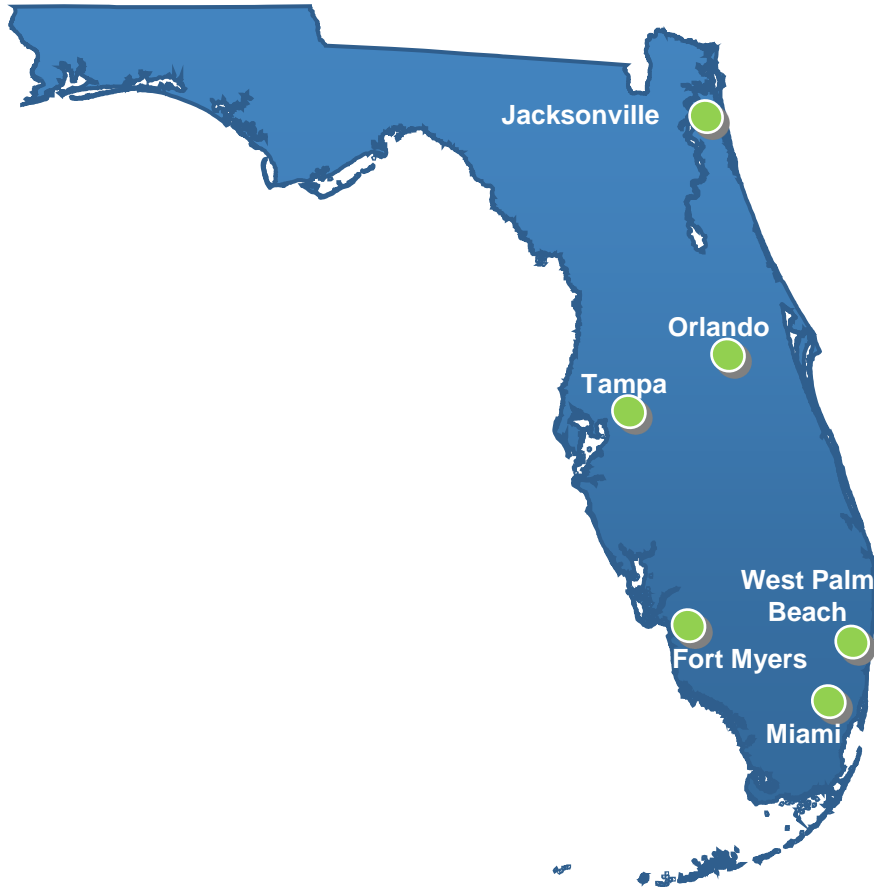 Jacksonville
Orlando
Tampa
West Palm
Beach
Fort Myers
Miami